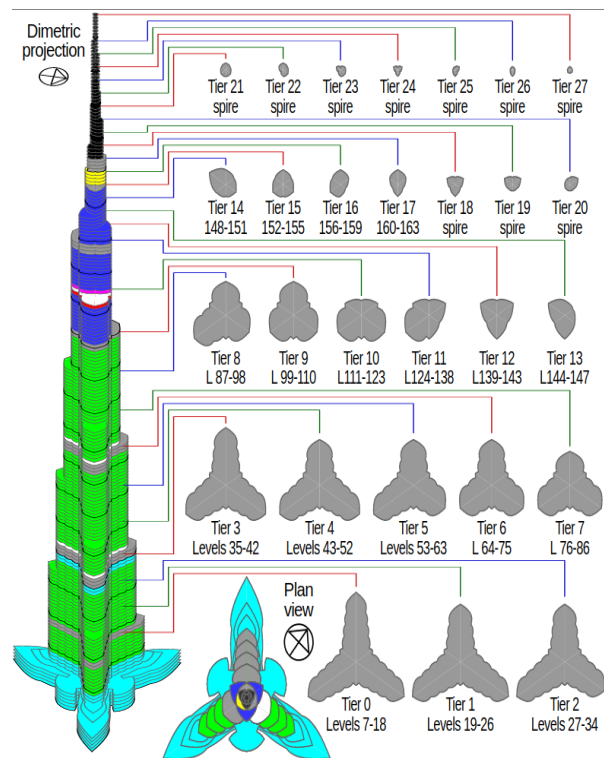 Dimetric
projection
Tier 21 Tier 22 Tier 23 Tier 24 Tier 25 Tier 26 Tier 27
spire spire spire spire spire spire spire
Tier 14 Tier 15 Tier 16 Tier 17 Tier 18 Tier 19 Tier 20
148-151 152-155 156-159 160-163 spire spire spire
Tier 8 Tier 9 Tier 10 Tier 11 Tier 12 Tier 13
L 87-98 L 99-110 L111-123 L124-138 L139-143 L144-147
Tier 3 Tier 4 Tier 5 Tier 6 Tier 7
Levels 35-42 Levels 43-52 Levels 53-63 L 64-75 L 76-86
Plan
view
Tier 0 Tier 1 Tier 2
Levels 7-18 Levels 19-26 Levels 27-34